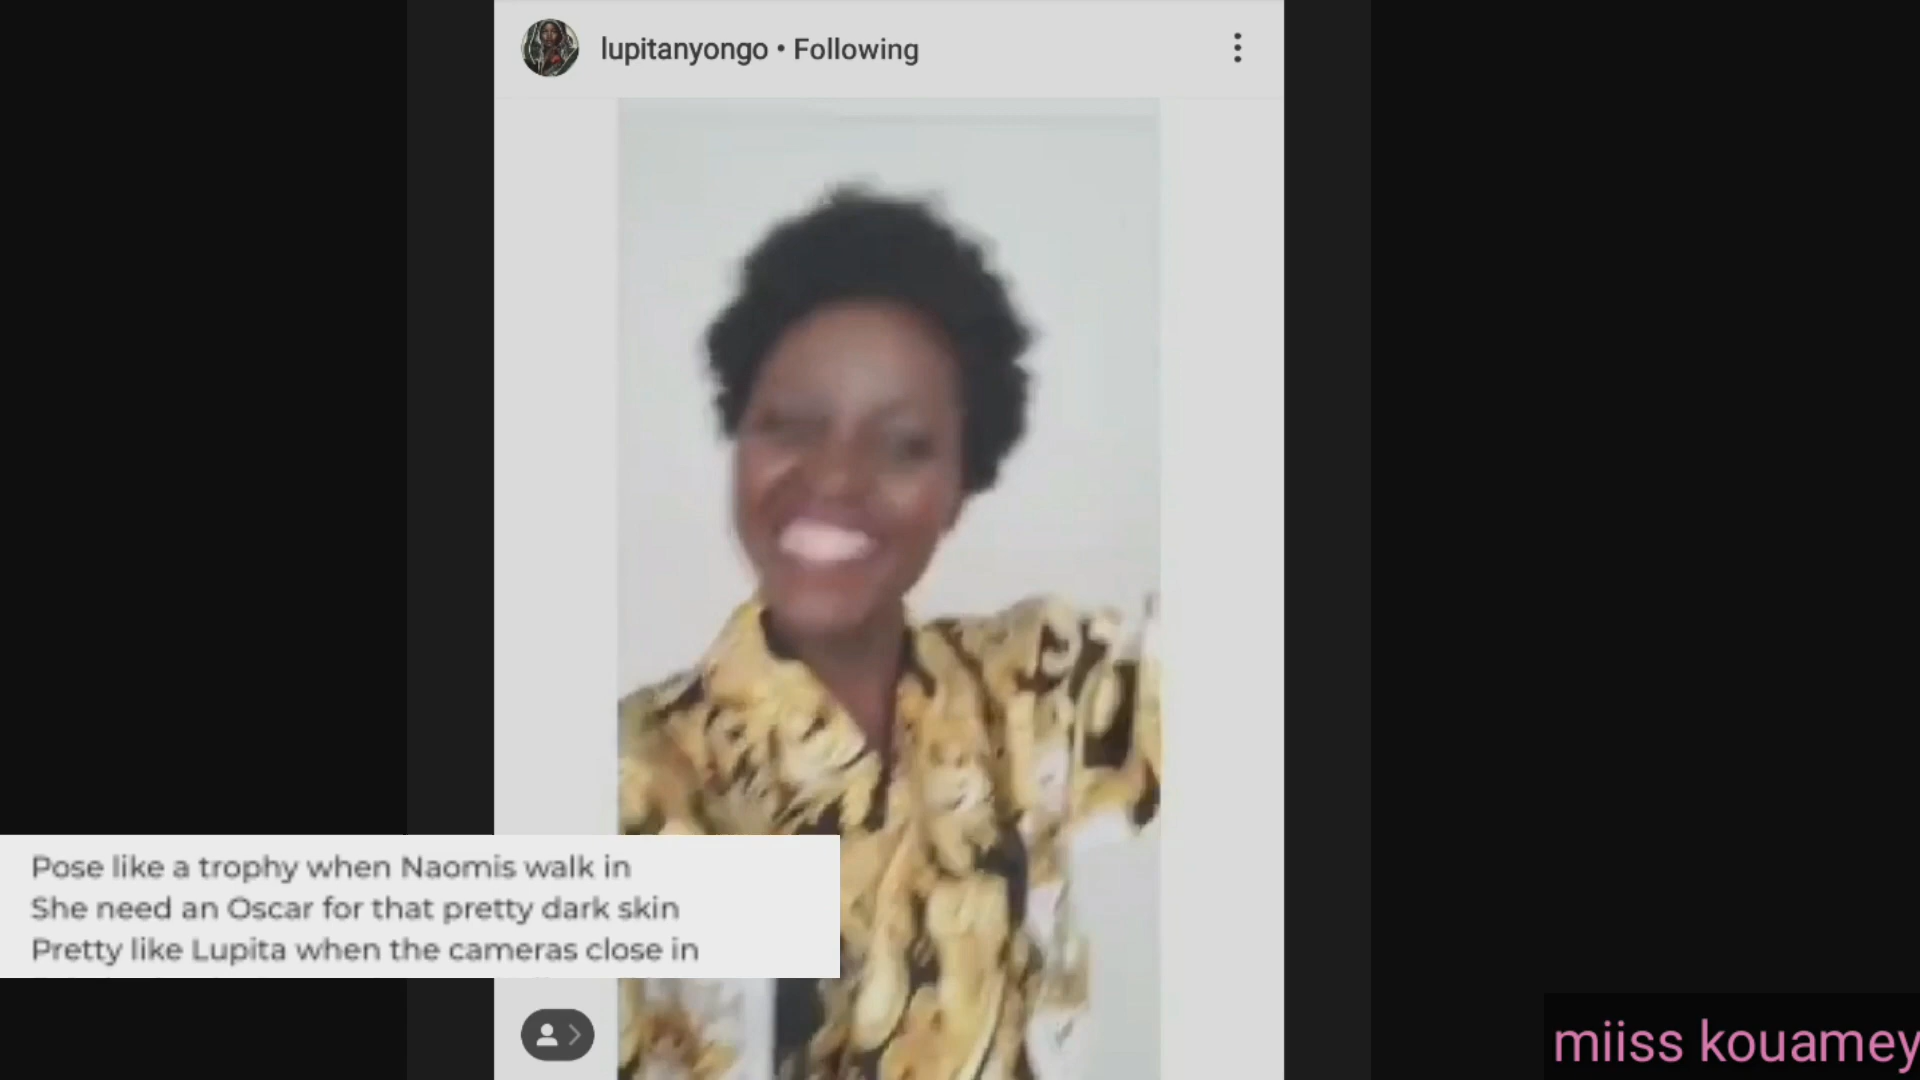 lupitanyongo • Following
Pose like a trophy when Naomis walk in
She need an Oscar for that pretty dark skin
Pretty like Lupita when the cameras close in
miiss kouamey